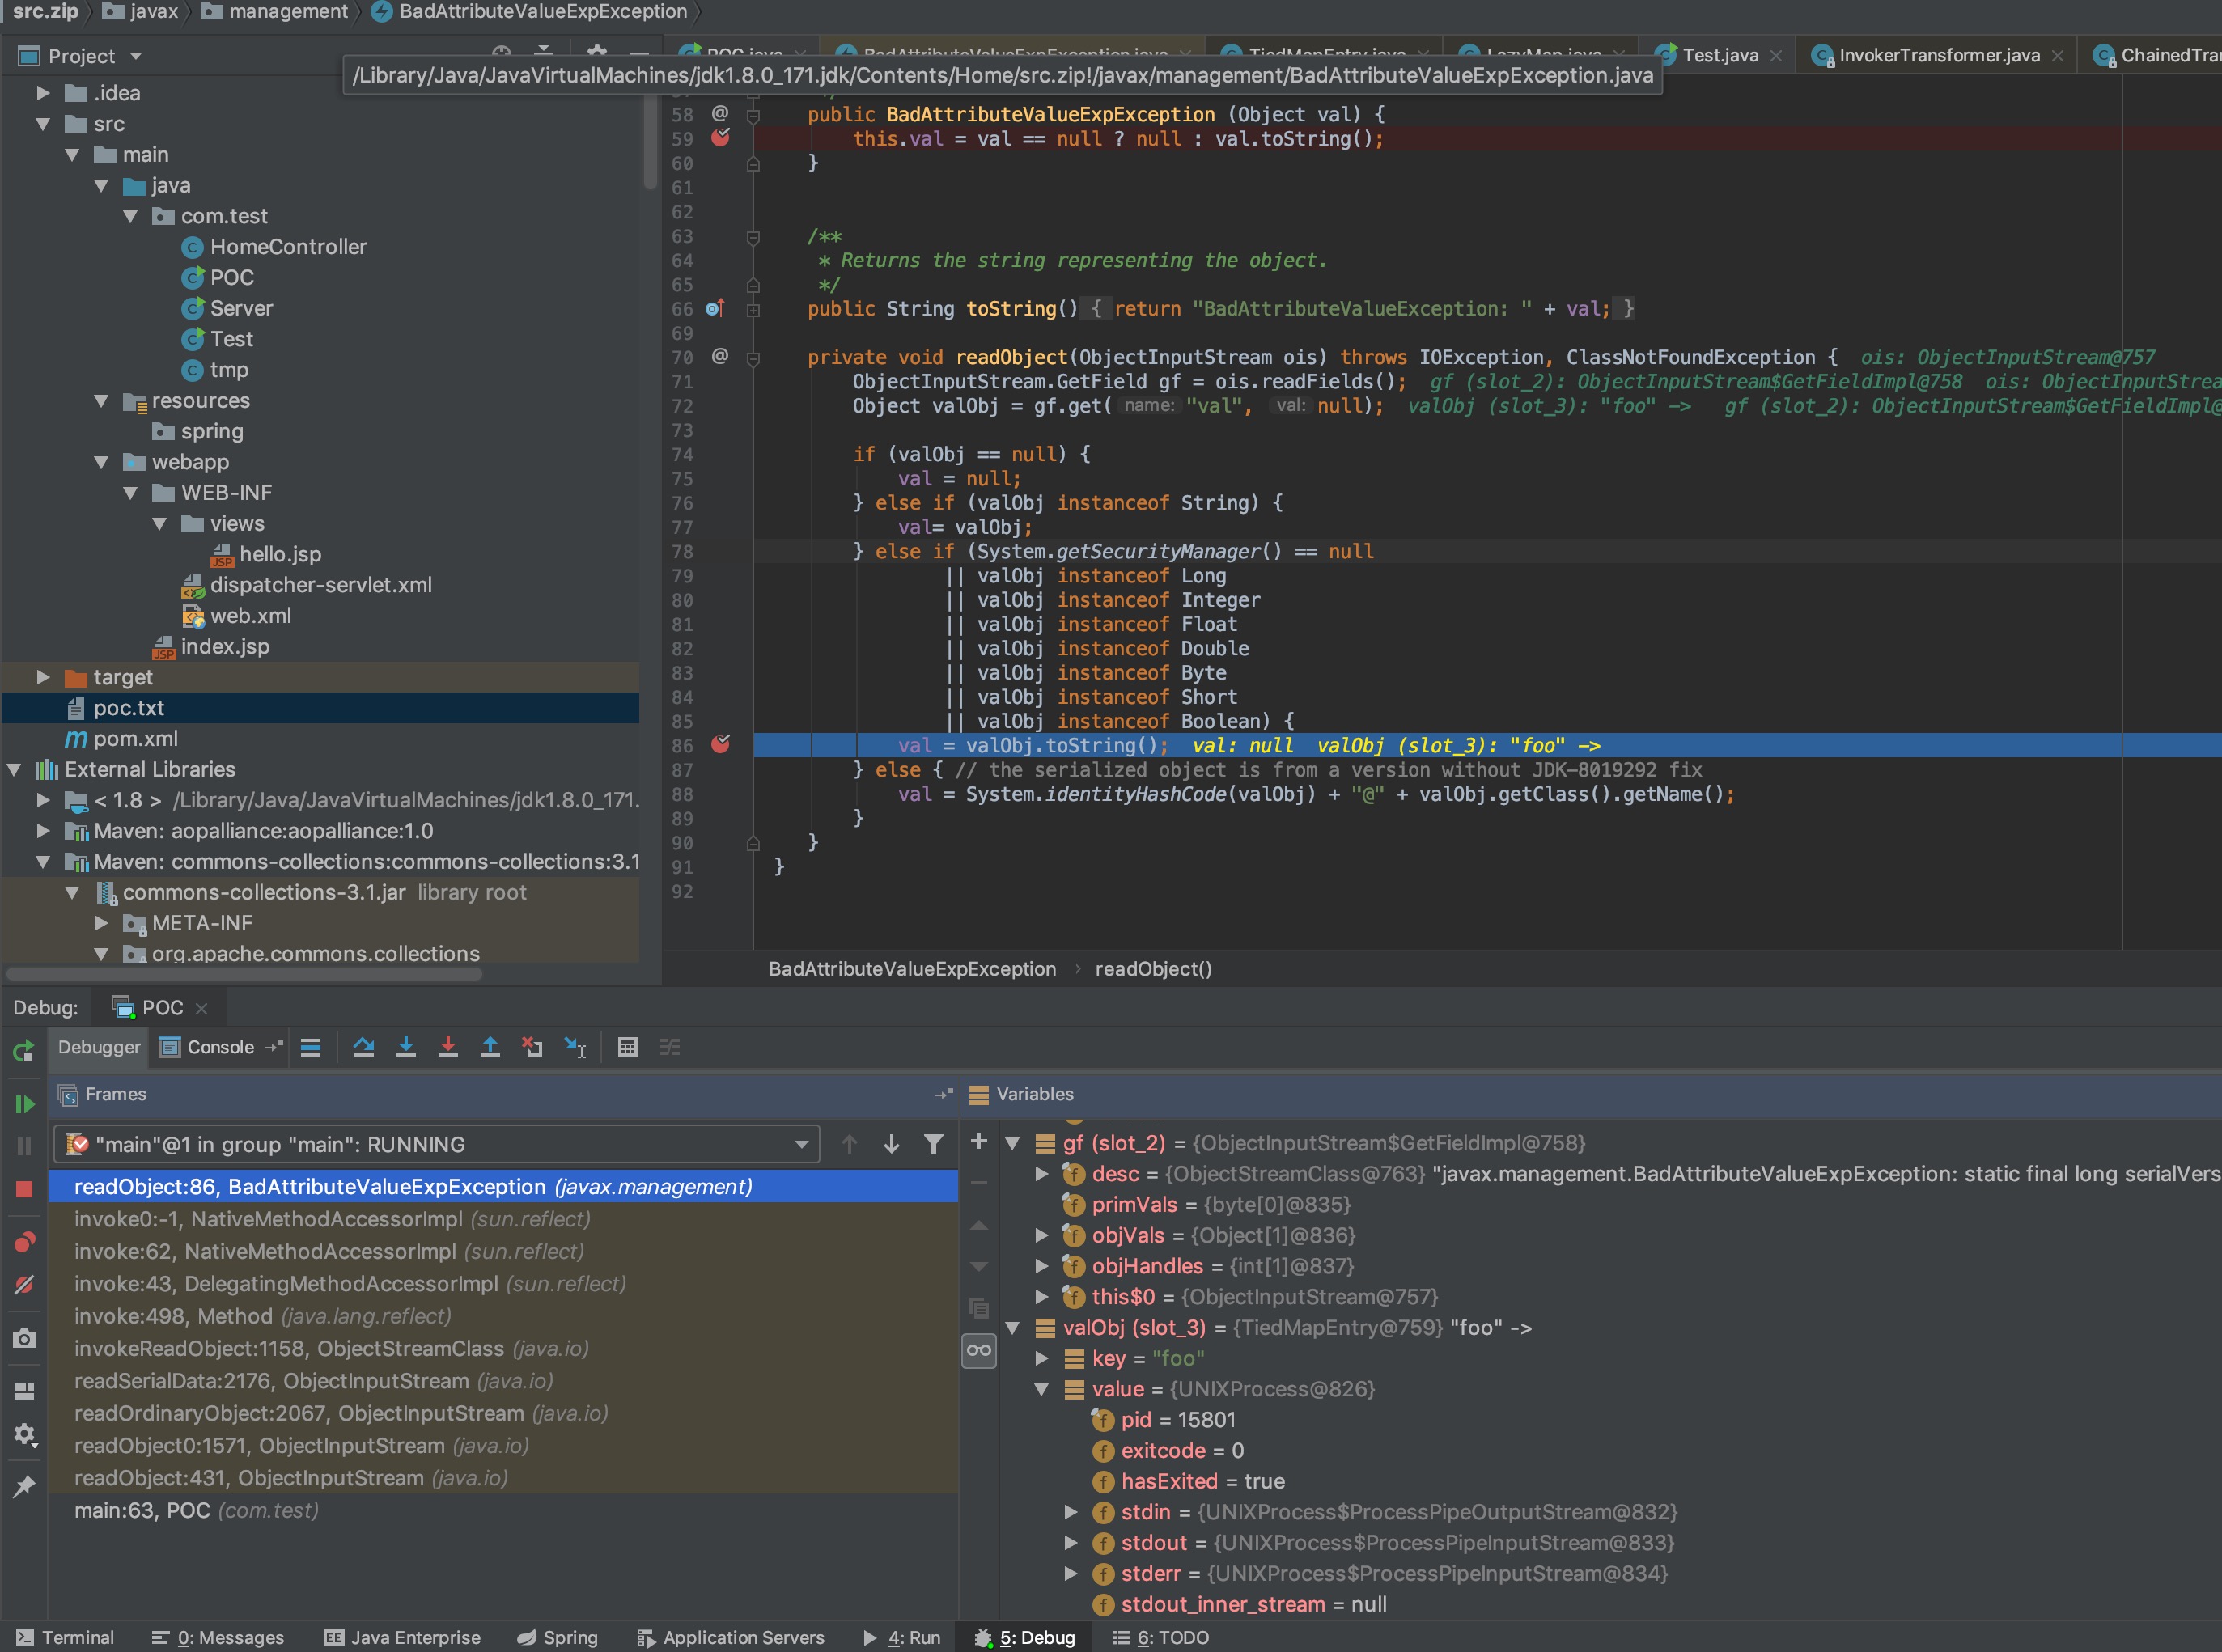 src.zip javax management BadAttributeValueExpException
Project
POC.java BadAttributeValueExpException.java TiedMapEntry.java LazyMap.java Test.java InvokerTransformer.java
/Library/Java/JavaVirtualMachines/jdk1.8.0_171.jdk/Contents/Home/src.zip!/javax/management/BadAttributeValueExpException.java
.idea
src
main
java
com.test
HomeController
POC
Server
Test
tmp
resources
spring
webapp
WEB-INF
views
hello.jsp
dispatcher-servlet.xml
web.xml
index.jsp
target
poc.txt
pom.xml
External Libraries
< 1.8 > /Library/Java/JavaVirtualMachines/jdk1.8.0_171.
Maven: aopalliance:aopalliance:1.0
Maven: commons-collections:commons-collections:3.1
commons-collections-3.1.jar library root
META-INF
org.apache.commons.collections
58 @ public BadAttributeValueExpException (Object val) {
59 this.val = val == null ? null : val.toString();
60 }
61
62
63 /**
64 * Returns the string representing the object.
65 */
66 public String toString() { return "BadAttributeValueException: " + val; }
69
70 @ private void readObject(ObjectInputStream ois) throws IOException, ClassNotFoundException { ois: ObjectInputStream@757
71 ObjectInputStream.GetField gf = ois.readFields(); gf (slot_2): ObjectInputStream$GetFieldImpl@758 ois: ObjectInputStrea
72 Object valObj = gf.get( name: "val", val: null); valObj (slot_3): "foo" -> gf (slot_2): ObjectInputStream$GetFieldImpl@
73
74 if (valObj == null) {
75 val = null;
76 } else if (valObj instanceof String) {
77 val= valObj;
78 } else if (System.getSecurityManager() == null
79 || valObj instanceof Long
80 || valObj instanceof Integer
81 || valObj instanceof Float
82 || valObj instanceof Double
83 || valObj instanceof Byte
84 || valObj instanceof Short
85 || valObj instanceof Boolean) {
86 val = valObj.toString(); val: null valObj (slot_3): "foo" ->
87 } else { // the serialized object is from a version without JDK-8019292 fix
88 val = System.identityHashCode(valObj) + "@" + valObj.getClass().getName();
89 }
90 }
91 }
92
BadAttributeValueExpException › readObject()
Debug: POC
Debugger Console
Frames
"main"@1 in group "main": RUNNING
readObject:86, BadAttributeValueExpException (javax.management)
invoke0:-1, NativeMethodAccessorImpl (sun.reflect)
invoke:62, NativeMethodAccessorImpl (sun.reflect)
invoke:43, DelegatingMethodAccessorImpl (sun.reflect)
invoke:498, Method (java.lang.reflect)
invokeReadObject:1158, ObjectStreamClass (java.io)
readSerialData:2176, ObjectInputStream (java.io)
readOrdinaryObject:2067, ObjectInputStream (java.io)
readObject0:1571, ObjectInputStream (java.io)
readObject:431, ObjectInputStream (java.io)
main:63, POC (com.test)
Variables
gf (slot_2) = {ObjectInputStream$GetFieldImpl@758}
desc = {ObjectStreamClass@763} "javax.management.BadAttributeValueExpException: static final long serialVers
primVals = {byte[0]@835}
objVals = {Object[1]@836}
objHandles = {int[1]@837}
this$0 = {ObjectInputStream@757}
valObj (slot_3) = {TiedMapEntry@759} "foo" ->
key = "foo"
value = {UNIXProcess@826}
pid = 15801
exitcode = 0
hasExited = true
stdin = {UNIXProcess$ProcessPipeOutputStream@832}
stdout = {UNIXProcess$ProcessPipeInputStream@833}
stderr = {UNIXProcess$ProcessPipeInputStream@834}
stdout_inner_stream = null
Terminal 0: Messages Java Enterprise Spring Application Servers 4: Run 5: Debug 6: TODO